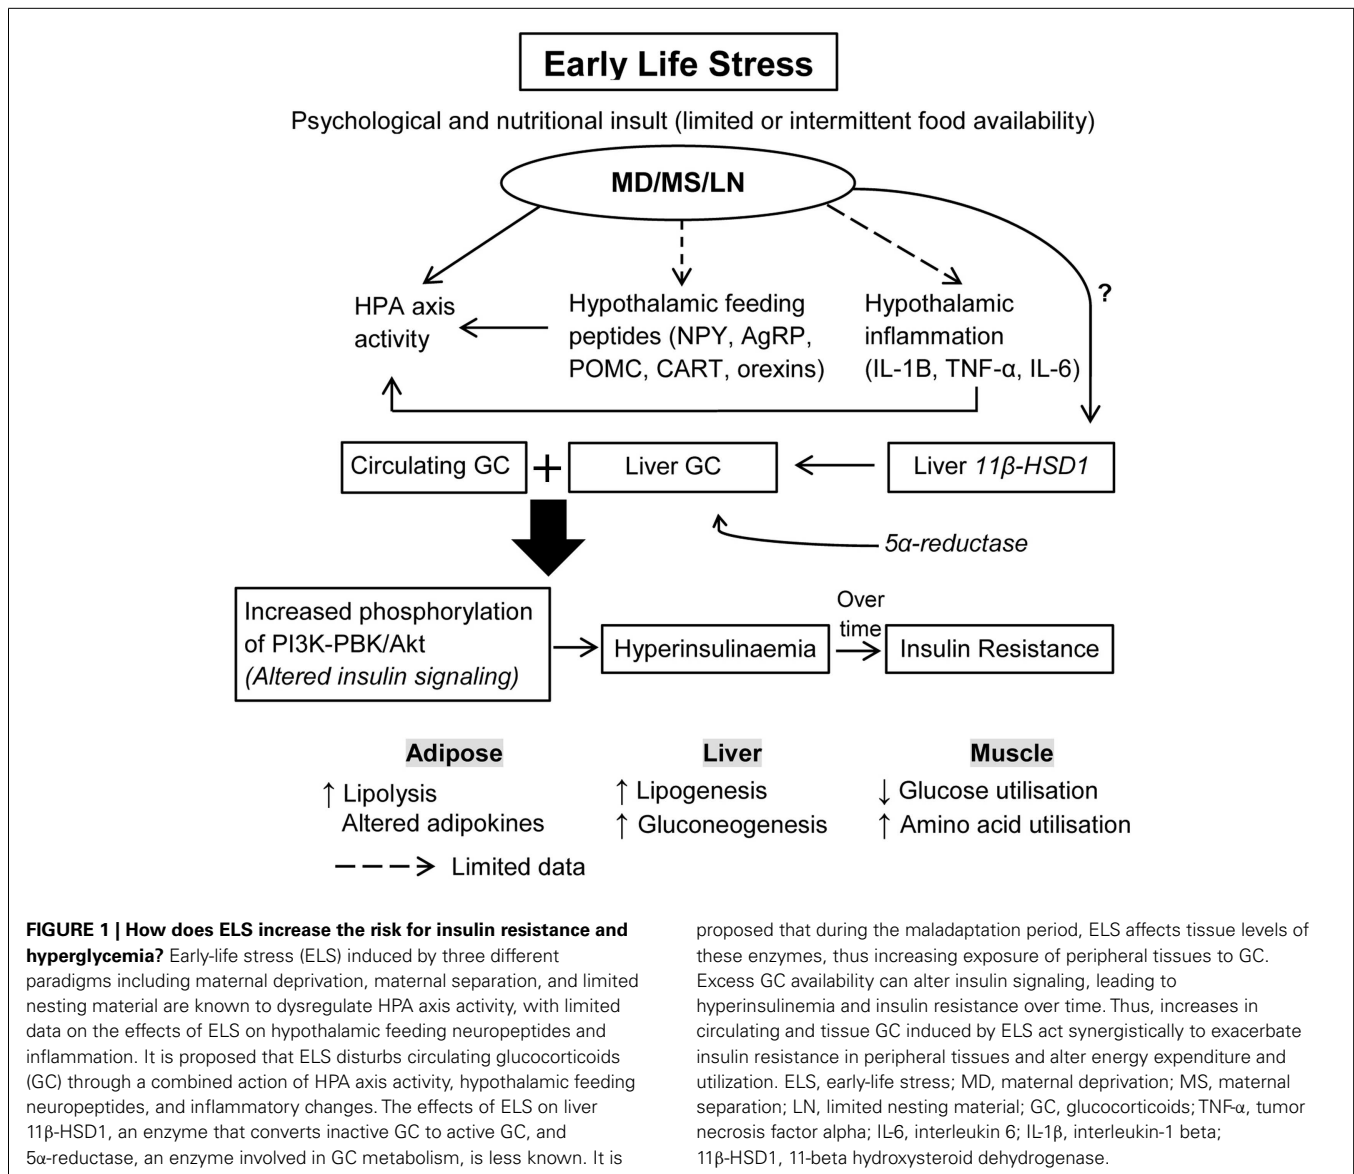 Early Life Stress
Psychological and nutritional insult (limited or intermittent food availability)
MD/MS/LN
?
HPA axis
activity
Hypothalamic feeding
peptides (NPY, AgRP,
POMC, CART, orexins)
Hypothalamic
inflammation
(IL-1B, TNF-α, IL-6)
Circulating GC
+
Liver GC
Liver 11β-HSD1
5α-reductase
Increased phosphorylation
of PI3K-PBK/Akt
(Altered insulin signaling)
Hyperinsulinaemia
Over
time
Insulin Resistance
Adipose
↑ Lipolysis
Altered adipokines
Liver
↑ Lipogenesis
↑ Gluconeogenesis
Muscle
↓ Glucose utilisation
↑ Amino acid utilisation
Limited data
FIGURE 1 | How does ELS increase the risk for insulin resistance and
hyperglycemia? Early-life stress (ELS) induced by three different
paradigms including maternal deprivation, maternal separation, and limited
nesting material are known to dysregulate HPA axis activity, with limited
data on the effects of ELS on hypothalamic feeding neuropeptides and
inflammation. It is proposed that ELS disturbs circulating glucocorticoids
(GC) through a combined action of HPA axis activity, hypothalamic feeding
neuropeptides, and inflammatory changes. The effects of ELS on liver
11β-HSD1, an enzyme that converts inactive GC to active GC, and
5α-reductase, an enzyme involved in GC metabolism, is less known. It is
proposed that during the maladaptation period, ELS affects tissue levels of
these enzymes, thus increasing exposure of peripheral tissues to GC.
Excess GC availability can alter insulin signaling, leading to
hyperinsulinemia and insulin resistance over time. Thus, increases in
circulating and tissue GC induced by ELS act synergistically to exacerbate
insulin resistance in peripheral tissues and alter energy expenditure and
utilization. ELS, early-life stress; MD, maternal deprivation; MS, maternal
separation; LN, limited nesting material; GC, glucocorticoids; TNF-α, tumor
necrosis factor alpha; IL-6, interleukin 6; IL-1β, interleukin-1 beta;
11β-HSD1, 11-beta hydroxysteroid dehydrogenase.